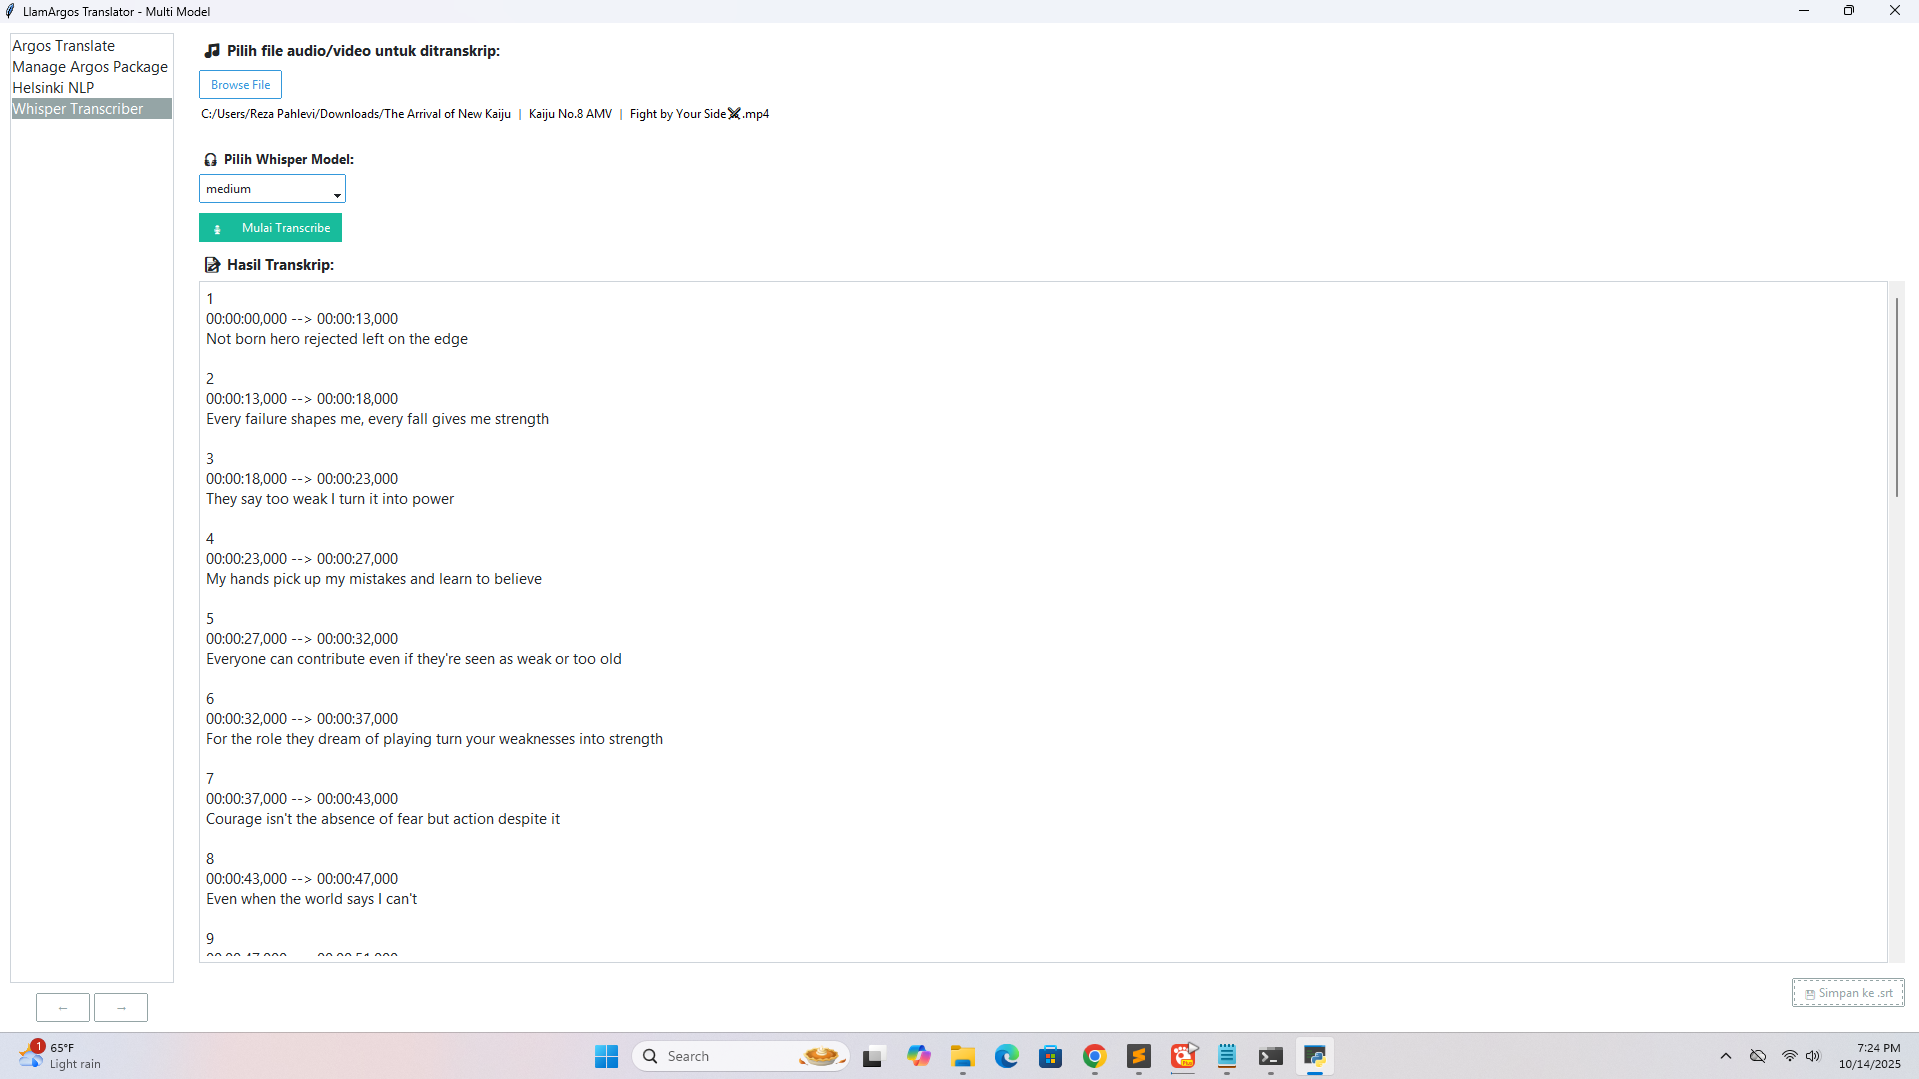 LlamArgos Translator - Multi Model
Argos Translate
Manage Argos Package
Helsinki NLP
Whisper Transcriber
Pilih file audio/video untuk ditranskrip:
Browse File
C:/Users/Reza Pahlevi/Downloads/The Arrival of New Kaiju | Kaiju No.8 AMV | Fight by Your Side⚔.mp4
Pilih Whisper Model:
medium
Mulai Transcribe
Hasil Transkrip:
1
00:00:00,000 --> 00:00:13,000
Not born hero rejected left on the edge
2
00:00:13,000 --> 00:00:18,000
Every failure shapes me, every fall gives me strength
3
00:00:18,000 --> 00:00:23,000
They say too weak I turn it into power
4
00:00:23,000 --> 00:00:27,000
My hands pick up my mistakes and learn to believe
5
00:00:27,000 --> 00:00:32,000
Everyone can contribute even if they're seen as weak or too old
6
00:00:32,000 --> 00:00:37,000
For the role they dream of playing turn your weaknesses into strength
7
00:00:37,000 --> 00:00:43,000
Courage isn't the absence of fear but action despite it
8
00:00:43,000 --> 00:00:47,000
Even when the world says I can't
9
00:00:47,000 --> 00:00:51,000
← →
Simpan ke .srt
1
65°F
Light rain
Search
7:24 PM
10/14/2025